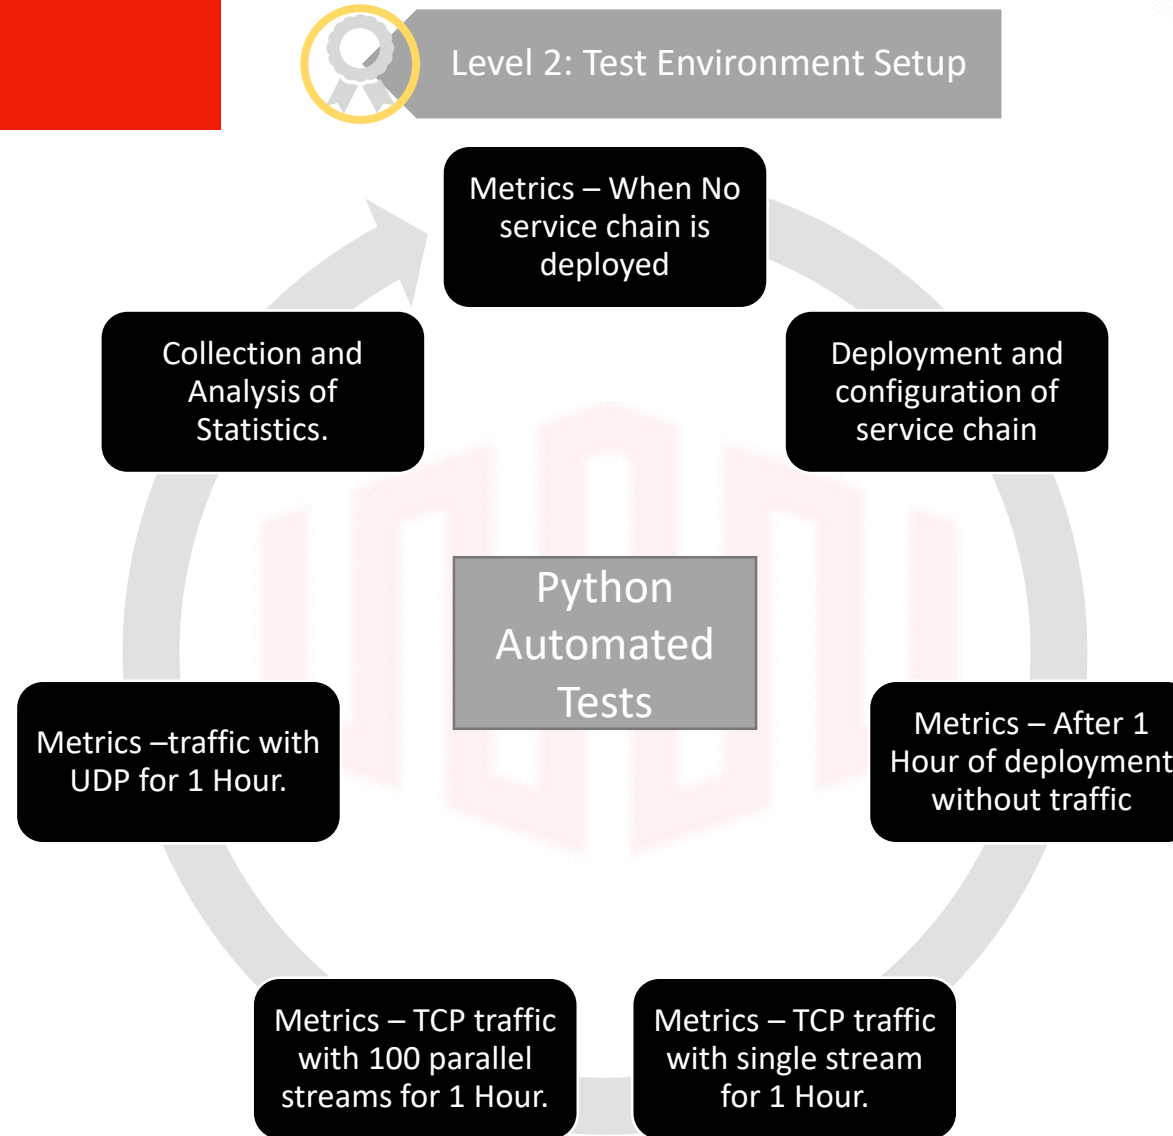 Level 2: Test Environment Setup
Metrics – When No
service chain is
deployed
Deployment and
configuration of
service chain
Metrics – After 1
Hour of deployment
without traffic
Metrics – TCP traffic
with single stream
for 1 Hour.
Metrics – TCP traffic
with 100 parallel
streams for 1 Hour.
Metrics –traffic with
UDP for 1 Hour.
Collection and
Analysis of
Statistics.
Python
Automated
Tests